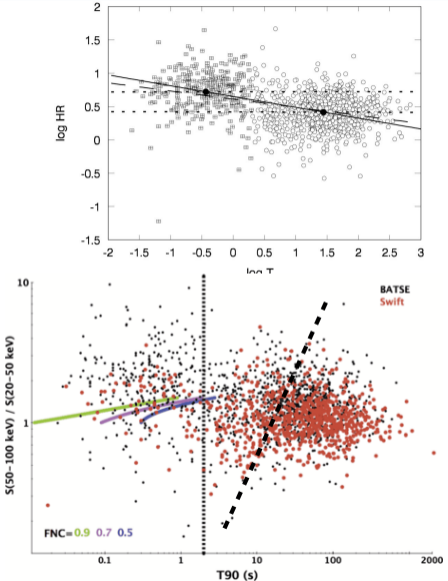 2
1.5
1
0.5
0
-0.5
-1
-1.5
log HR
-2 -1.5 -1 -0.5 0 0.5 1 1.5 2 2.5 3
log T
10
1
S(50-100 keV) / S(20-50 keV)
BATSE
Swift
FNC= 0.9 0.7 0.5
0.1 1 10 100 2000
T90 (s)